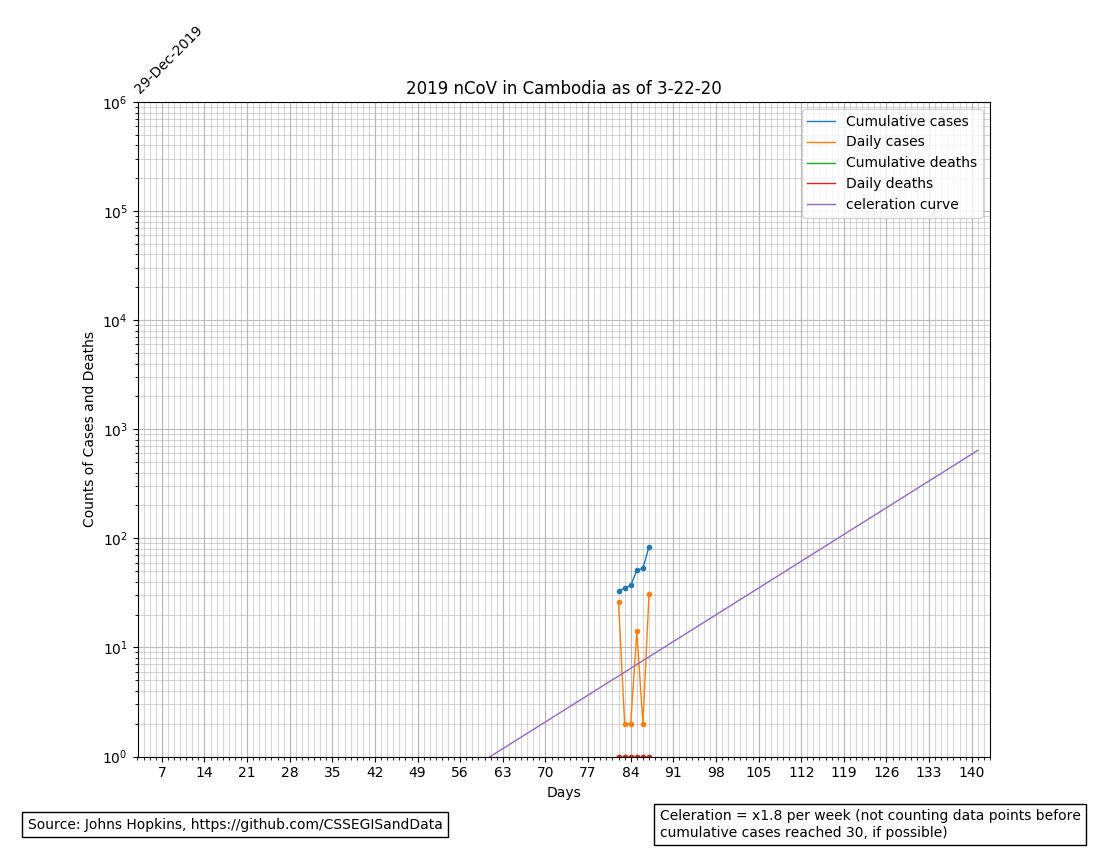 29-Dec-2019
2019 nCoV in Cambodia as of 3-22-20
Cumulative cases
Daily cases
Cumulative deaths
Daily deaths
celeration curve
Counts of Cases and Deaths
10^6
10^5
10^4
10^3
10^2
10^1
10^0
7 14 21 28 35 42 49 56 63 70 77 84 91 98 105 112 119 126 133 140
Days
Source: Johns Hopkins, https://github.com/CSSEGISandData
Celeration = x1.8 per week (not counting data points before
cumulative cases reached 30, if possible)